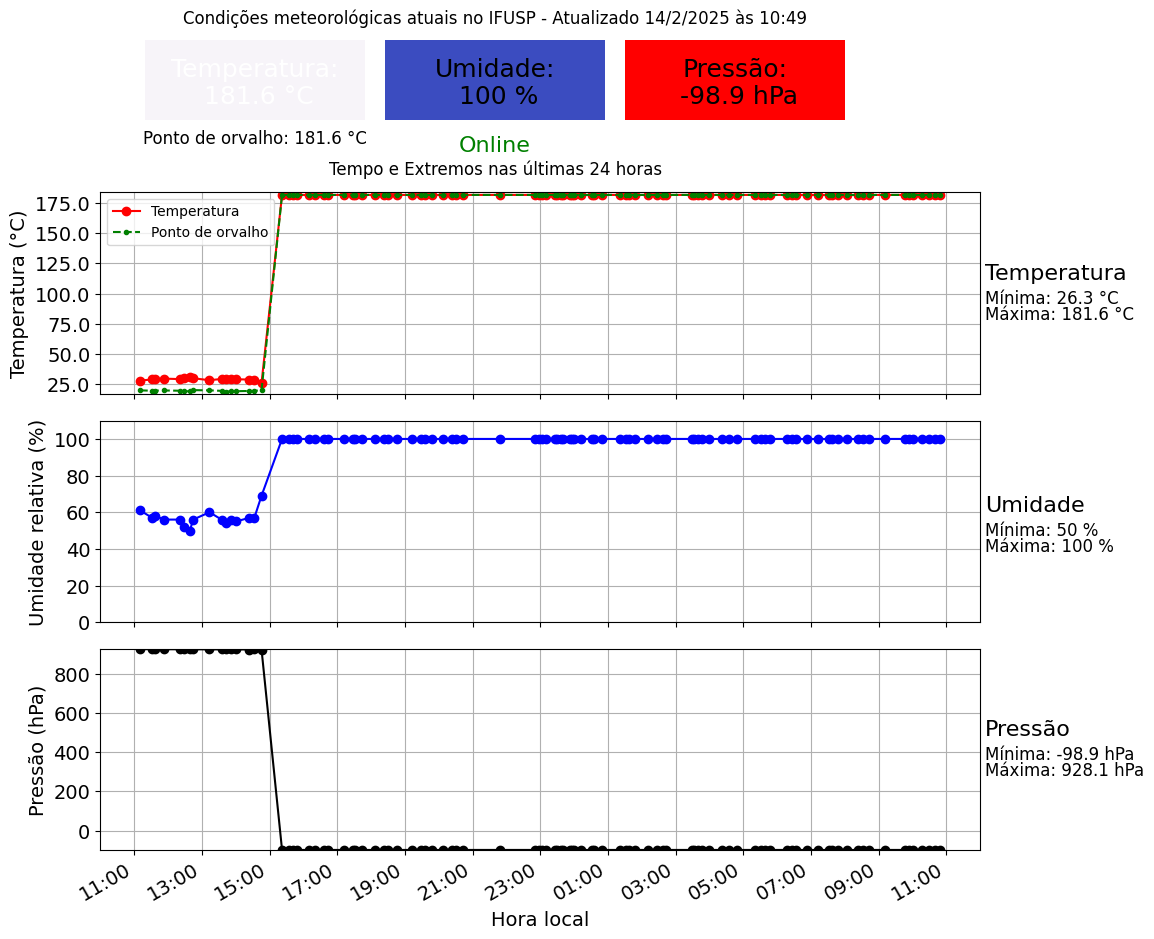 Condições meteorológicas atuais no IFUSP - Atualizado 14/2/2025 às 10:49
Temperatura:
181.6 °C
Umidade:
100 %
Pressão:
-98.9 hPa
Ponto de orvalho: 181.6 °C
Online
Tempo e Extremos nas últimas 24 horas
Temperatura (°C)
175.0
150.0
125.0
100.0
75.0
50.0
25.0
Temperatura
Ponto de orvalho
Temperatura
Mínima: 26.3 °C
Máxima: 181.6 °C
Umidade relativa (%)
100
80
60
40
20
0
Umidade
Mínima: 50 %
Máxima: 100 %
Pressão (hPa)
800
600
400
200
0
Pressão
Mínima: -98.9 hPa
Máxima: 928.1 hPa
11:00
13:00
15:00
17:00
19:00
21:00
23:00
01:00
03:00
05:00
07:00
09:00
11:00
Hora local